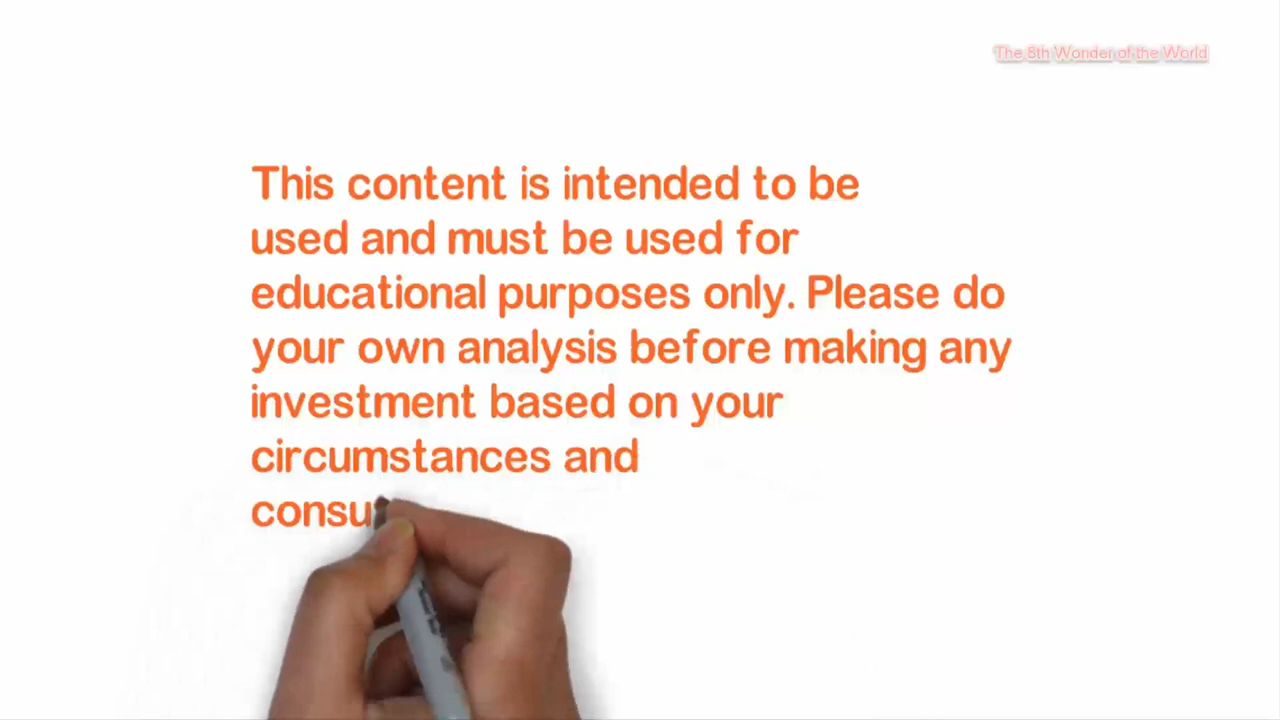 The 8th Wonder of the World
This content is intended to be
used and must be used for
educational purposes only. Please do
your own analysis before making any
investment based on your
circumstances and
consu